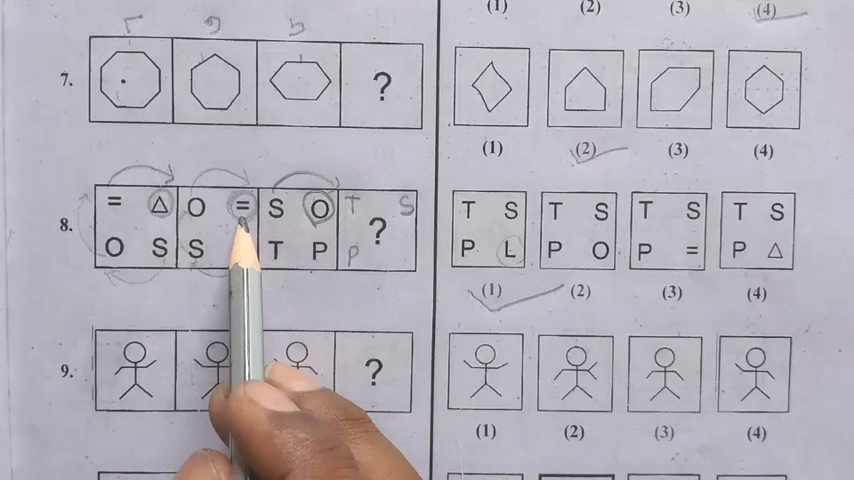 (1) (2) (3) (4)
7. ?
(1) (2) (3) (4)
= △ O = S O T S T S T S T S T S
8. ?
O S S T P P P L P O P = P △
(1) (2) (3) (4)
9. ?
(1) (2) (3) (4)